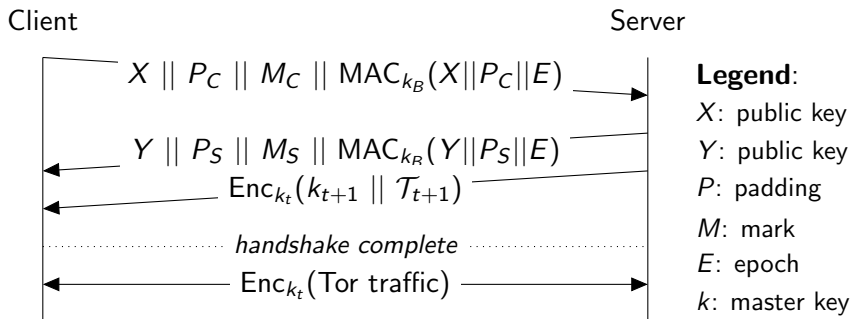 Client Server
X || P_C || M_C || MAC_{k_B}(X||P_C||E)
Y || P_S || M_S || MAC_{k_B}(Y||P_S||E)
Enc_{k_t}(k_{t+1} || 𝒯_{t+1})
handshake complete
Enc_{k_t}(Tor traffic)
Legend:
X: public key
Y: public key
P: padding
M: mark
E: epoch
k: master key